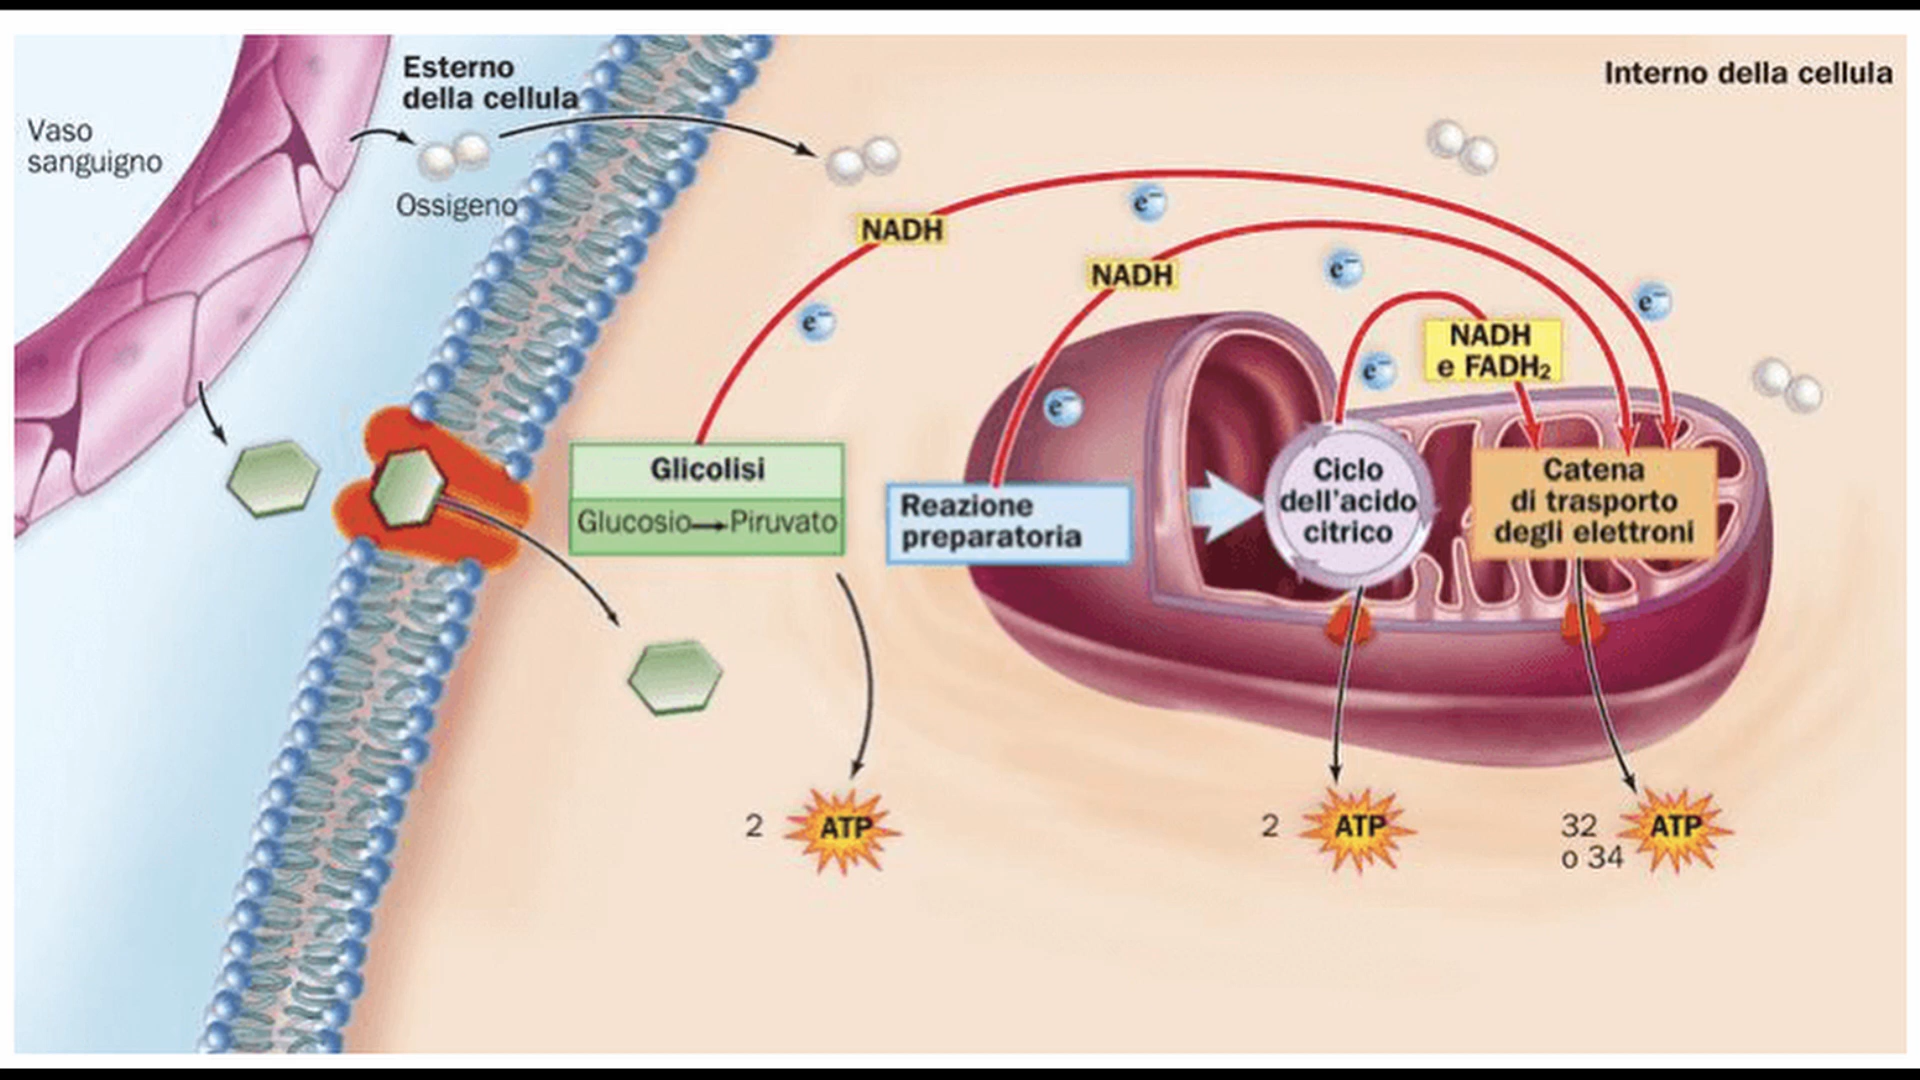 Esterno
della cellula
Interno della cellula
Vaso
sanguigno
Ossigeno
NADH
NADH
e⁻
e⁻
e⁻
e⁻
e⁻
e⁻
NADH
e FADH₂
Glicolisi
Glucosio→Piruvato
Reazione
preparatoria
Ciclo
dell'acido
citrico
Catena
di trasporto
degli elettroni
2 ATP
2 ATP
32 ATP
o 34